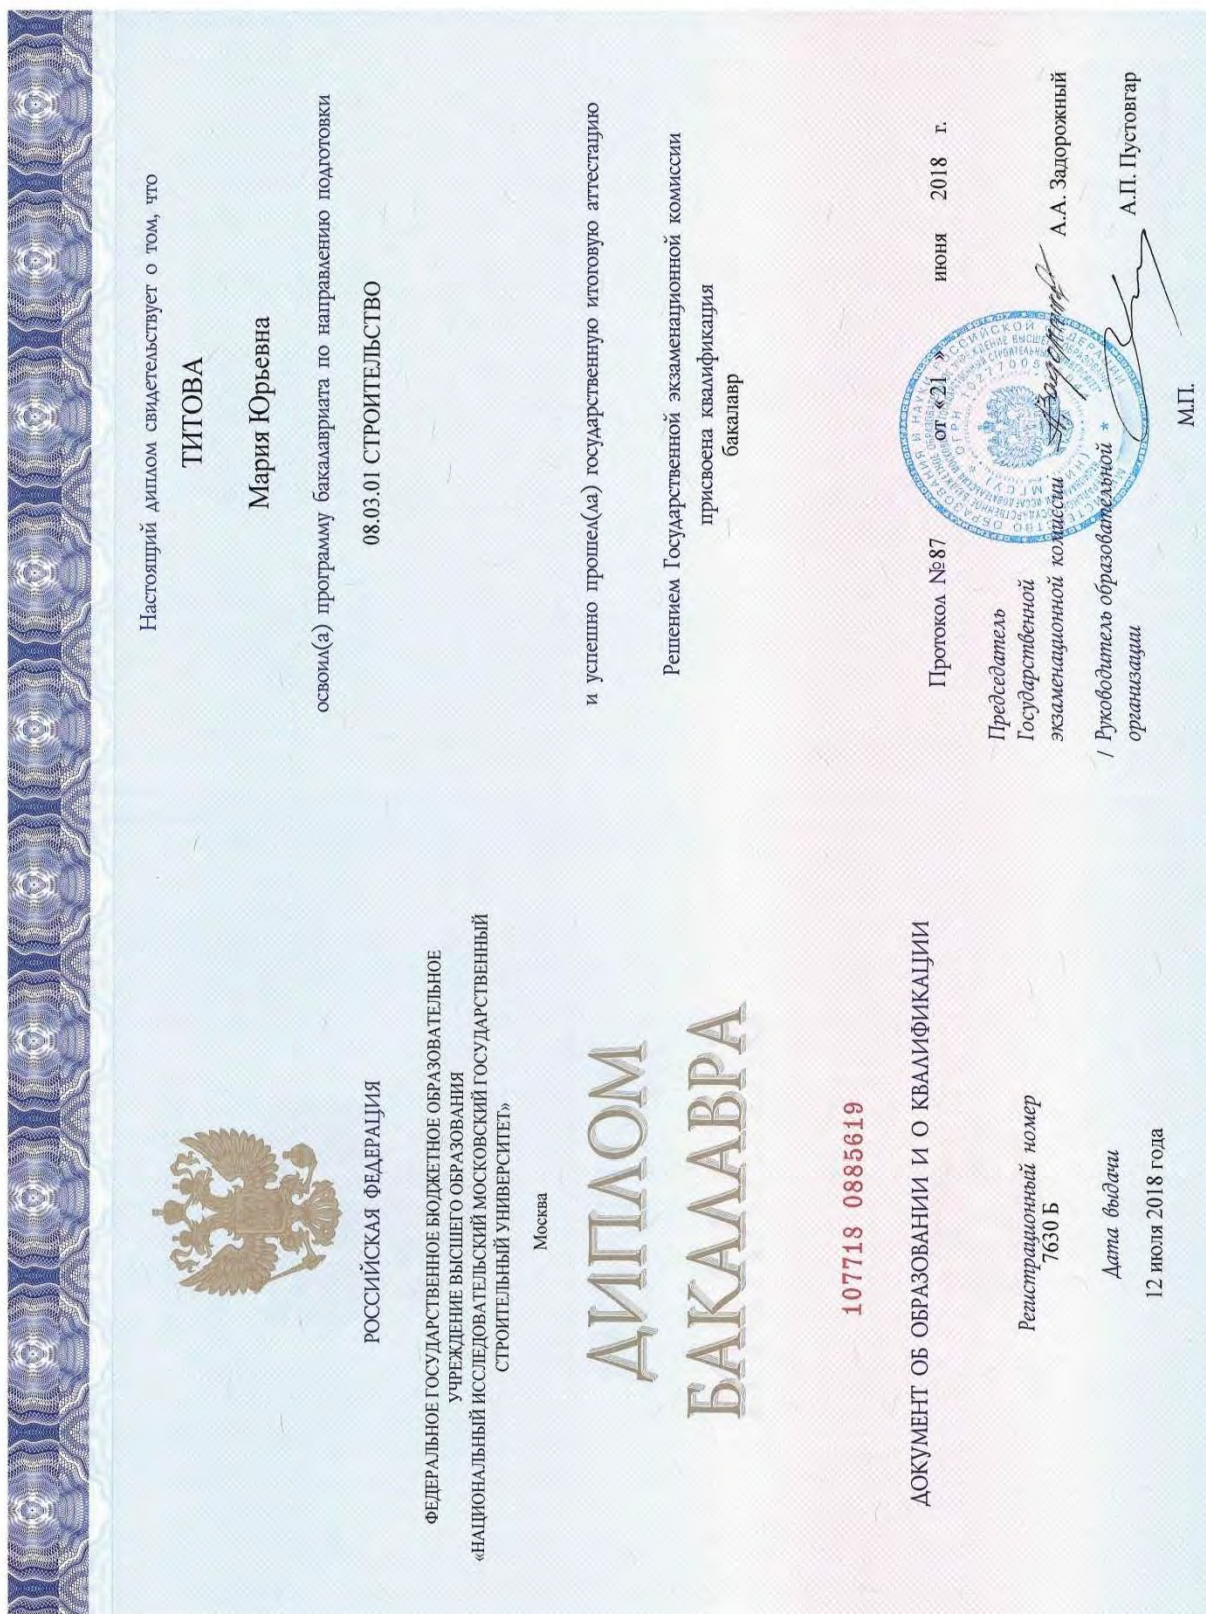 РОССИЙСКАЯ ФЕДЕРАЦИЯ
ФЕДЕРАЛЬНОЕ ГОСУДАРСТВЕННОЕ БЮДЖЕТНОЕ ОБРАЗОВАТЕЛЬНОЕ
УЧРЕЖДЕНИЕ ВЫСШЕГО ОБРАЗОВАНИЯ
«НАЦИОНАЛЬНЫЙ ИССЛЕДОВАТЕЛЬСКИЙ МОСКОВСКИЙ ГОСУДАРСТВЕННЫЙ
СТРОИТЕЛЬНЫЙ УНИВЕРСИТЕТ»
Москва
ДИПЛОМ
БАКАЛАВРА
107718 0885619
ДОКУМЕНТ ОБ ОБРАЗОВАНИИ И О КВАЛИФИКАЦИИ
Регистрационный номер
7630 Б
Дата выдачи
12 июля 2018 года
Настоящий диплом свидетельствует о том, что
ТИТОВА
Мария Юрьевна
освоил(а) программу бакалавриата по направлению подготовки
08.03.01 СТРОИТЕЛЬСТВО
и успешно прошел(ла) государственную итоговую аттестацию
Решением Государственной экзаменационной комиссии
присвоена квалификация
бакалавр
Протокол №87 от «21 » июня 2018 г.
Председатель
Государственной
экзаменационной комиссии А.А. Задорожный
/ Руководитель образовательной
организации А.П. Пустовгар
М.П.